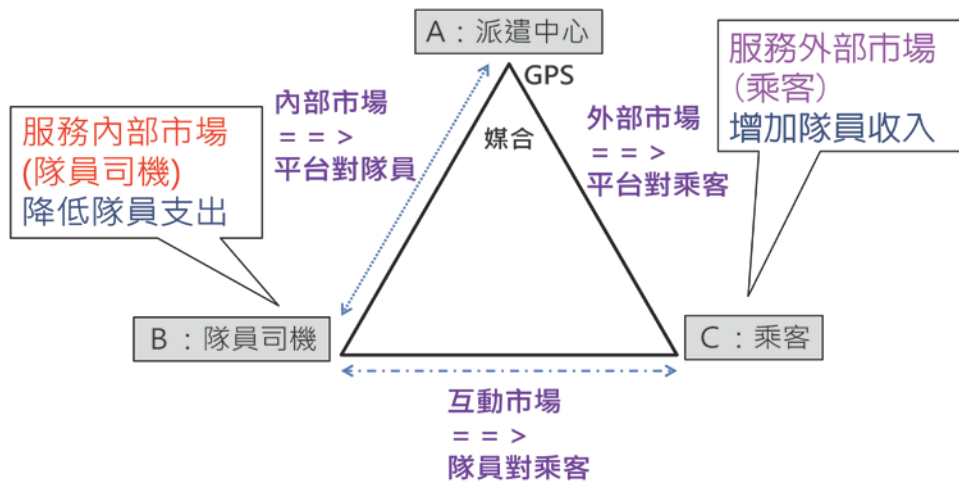 A：派遣中心
GPS
媒合
內部市場
= = >
平台對隊員
外部市場
= = >
平台對乘客
服務內部市場
(隊員司機)
降低隊員支出
服務外部市場
(乘客)
增加隊員收入
B ：隊員司機
C：乘客
互動市場
= = >
隊員對乘客